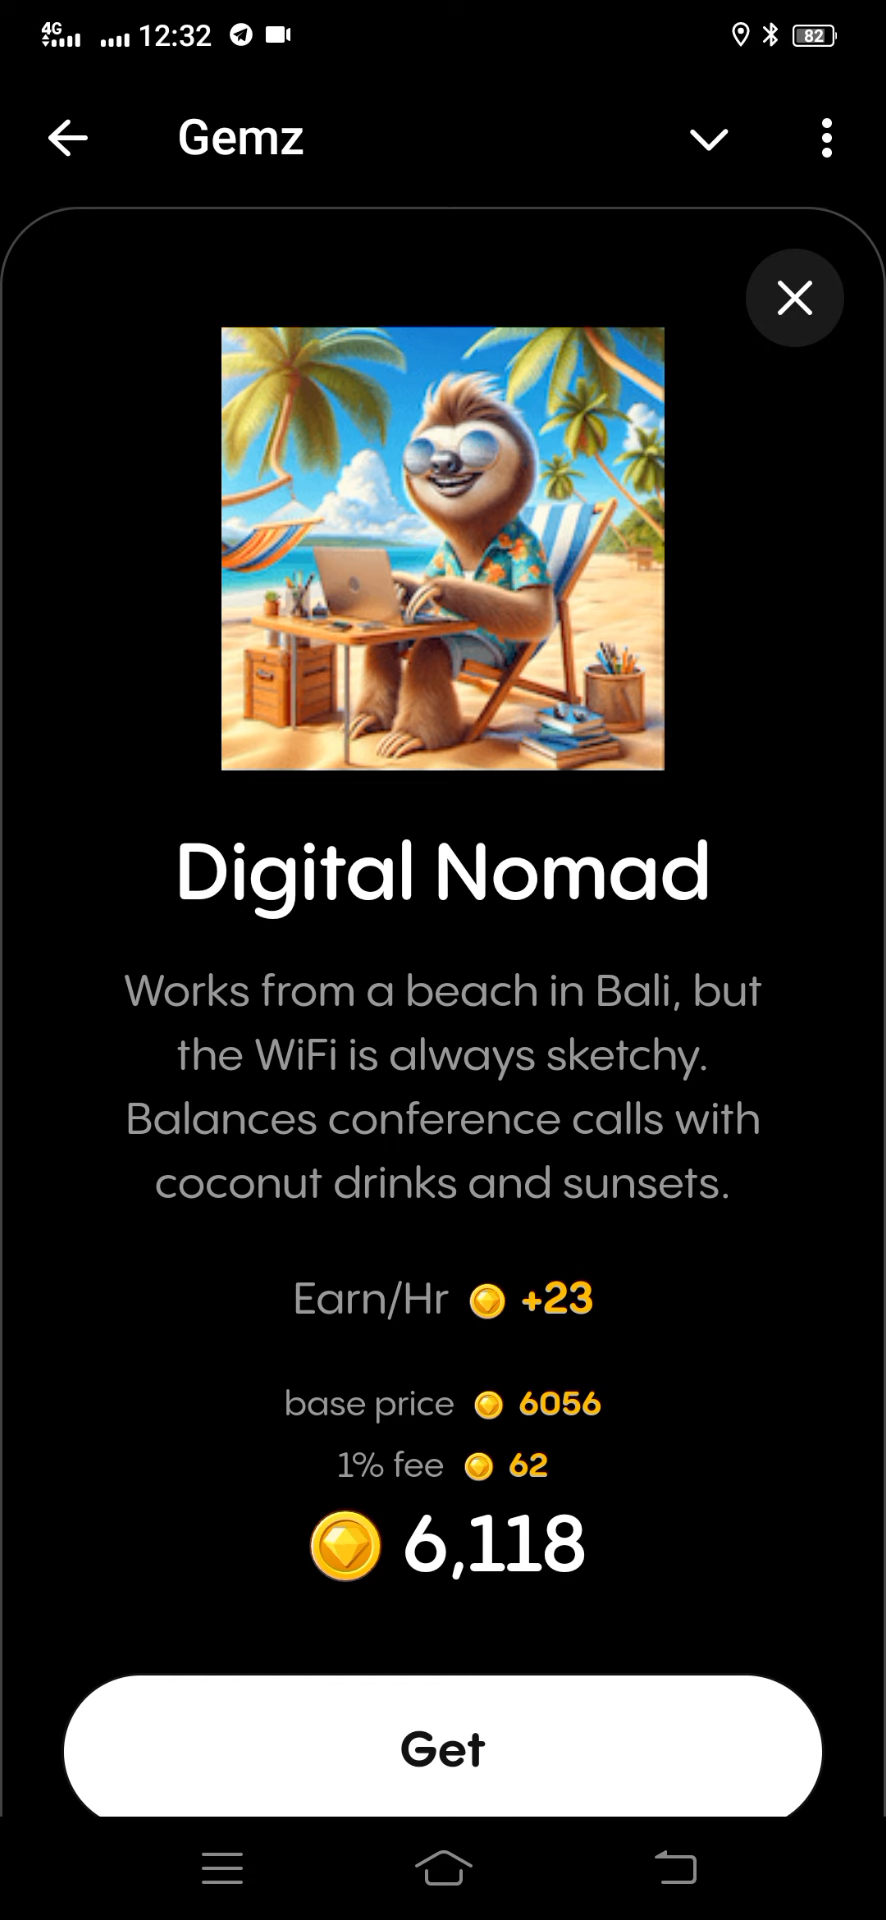 4G 12:32 82
Gemz
Digital Nomad
Works from a beach in Bali, but
the WiFi is always sketchy.
Balances conference calls with
coconut drinks and sunsets.
Earn/Hr +23
base price 6056
1% fee 62
6,118
Get